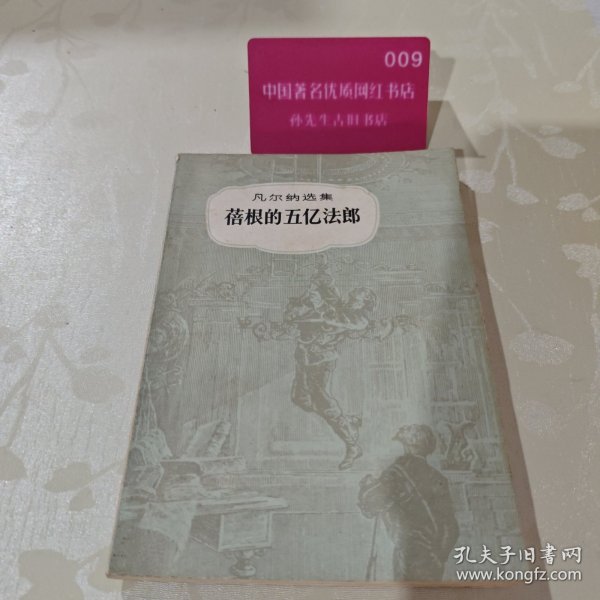 009
中国著名优质网红书店
孙先生古旧书店
凡尔纳选集
蓓根的五亿法郎
孔夫子旧书网
www.kongfz.com